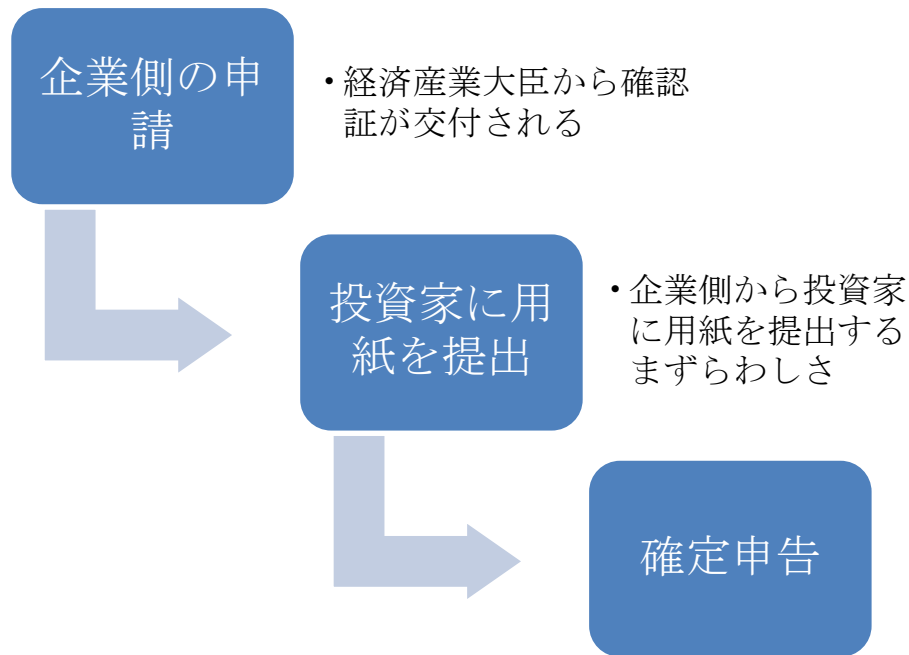 企業側の申
請
・経済産業大臣から確認
証が交付される
投資家に用
紙を提出
・企業側から投資家
に用紙を提出する
まずらわしさ
確定申告